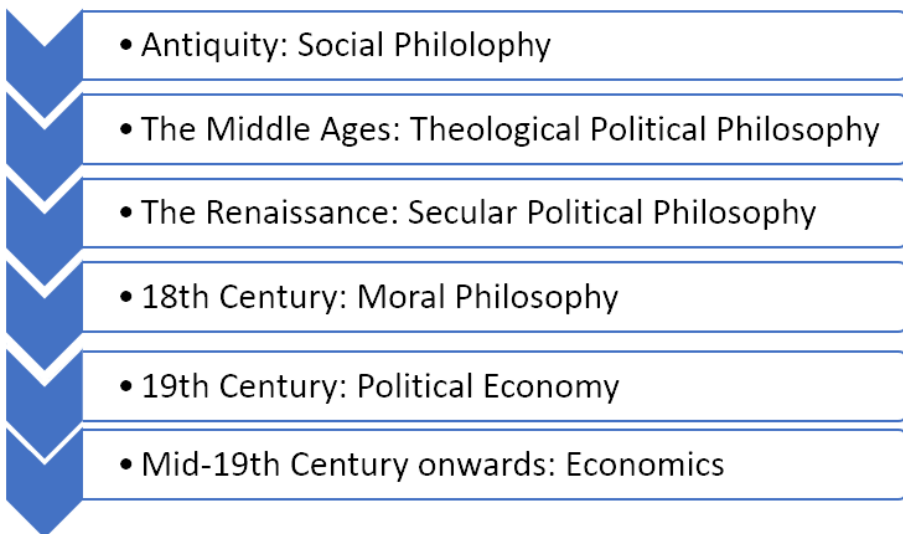 • Antiquity: Social Philolophy
• The Middle Ages: Theological Political Philosophy
• The Renaissance: Secular Political Philosophy
• 18th Century: Moral Philosophy
• 19th Century: Political Economy
• Mid-19th Century onwards: Economics